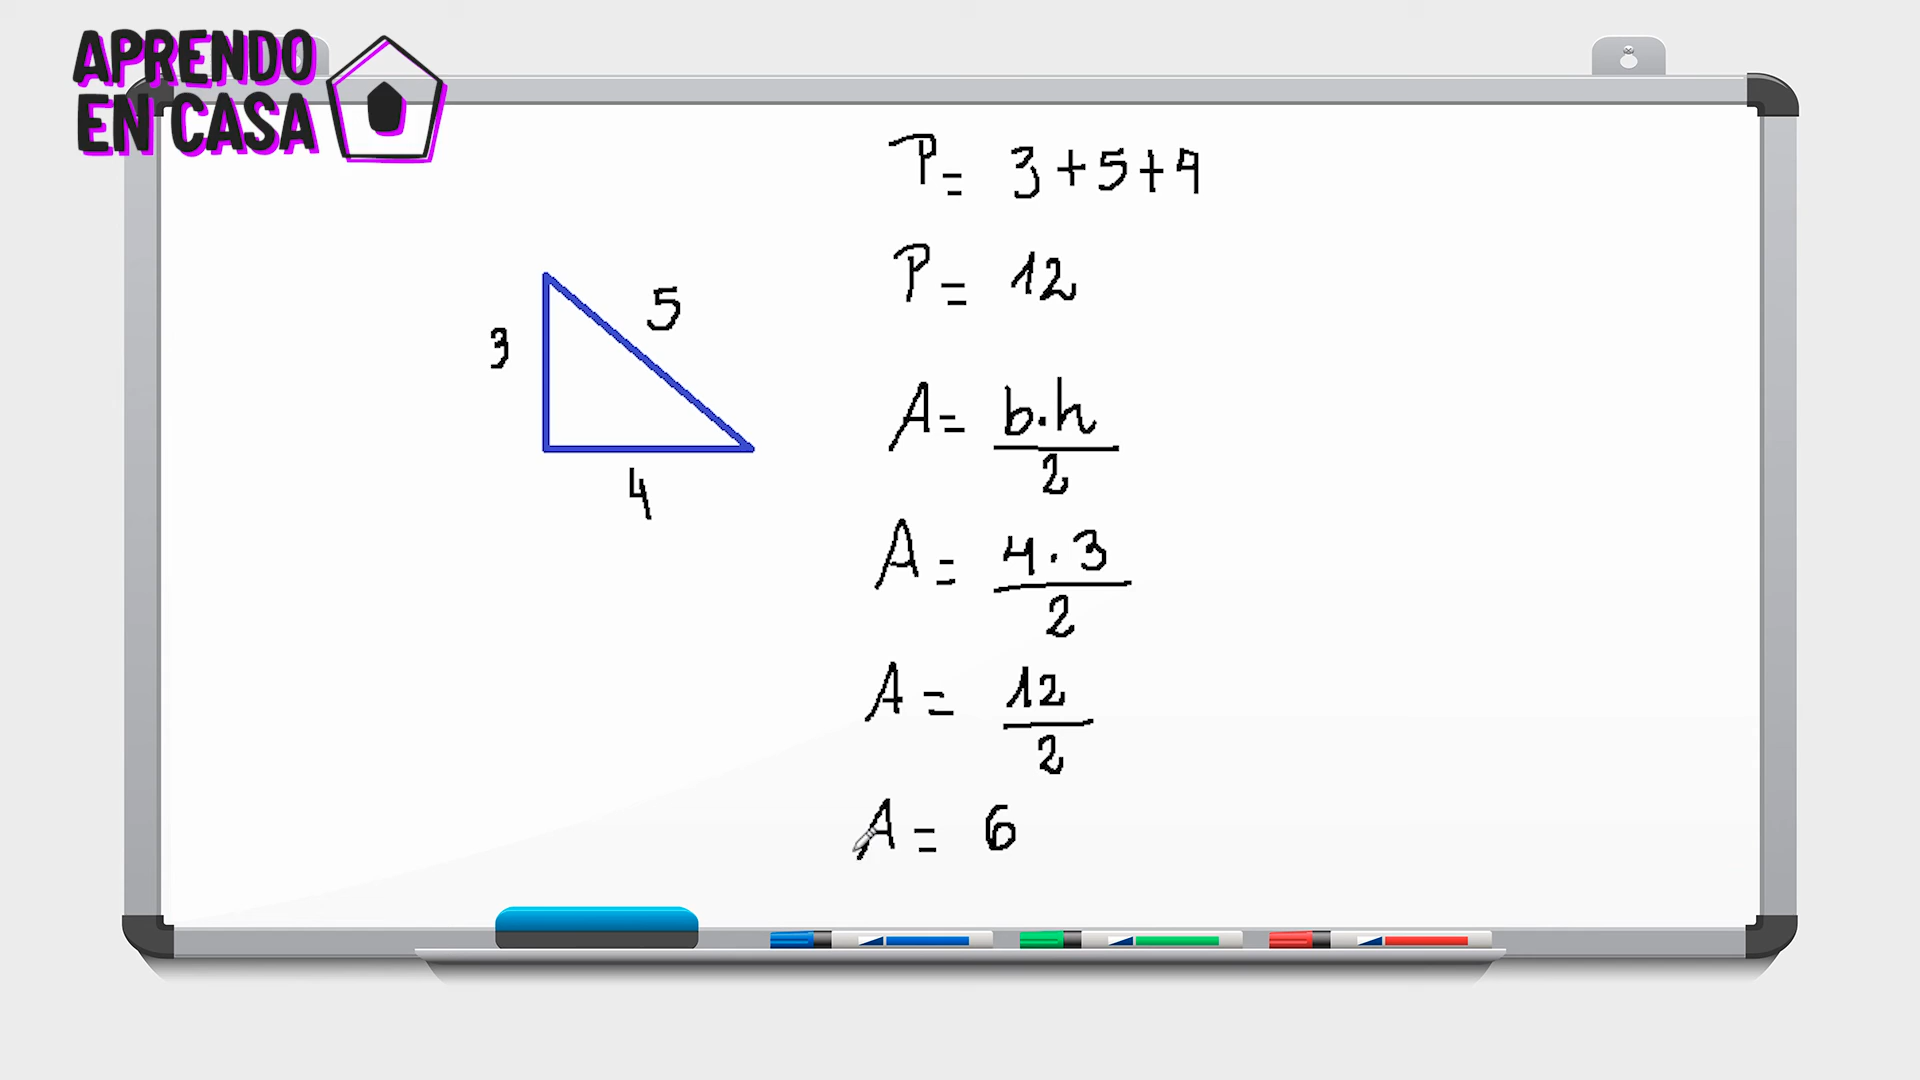 APRENDO
EN CASA
P= 3+5+4
P= 12
3
5
4
A= b.h
2
A= 4.3
2
A= 12
2
A= 6